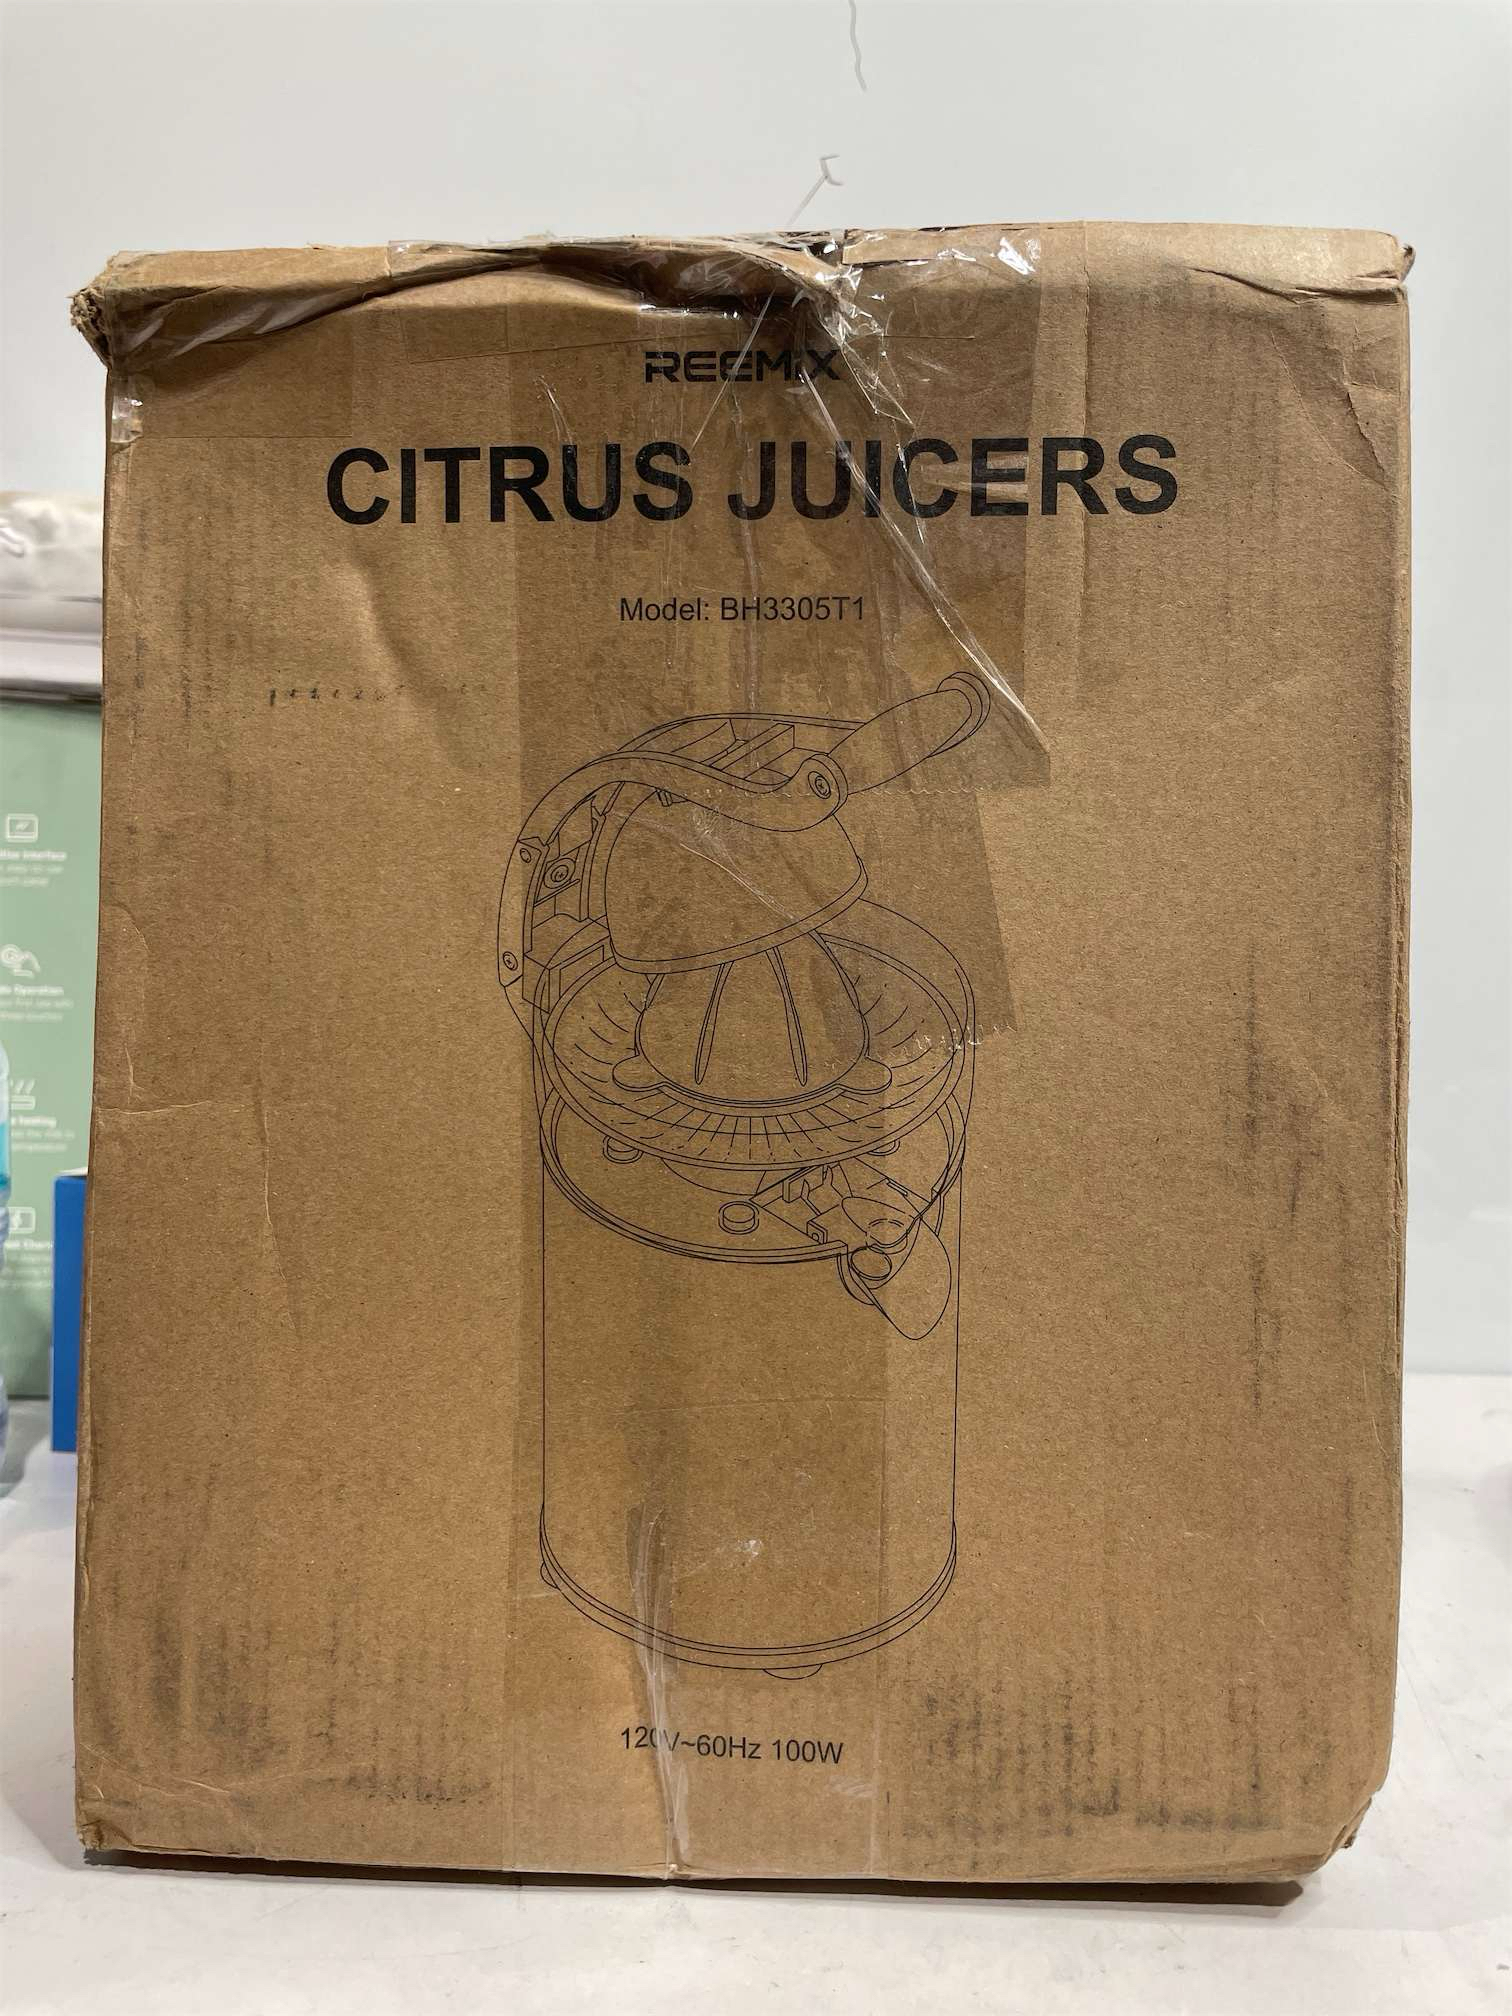 REEMIX
CITRUS JUICERS
Model: BH3305T1
120V~60Hz 100W